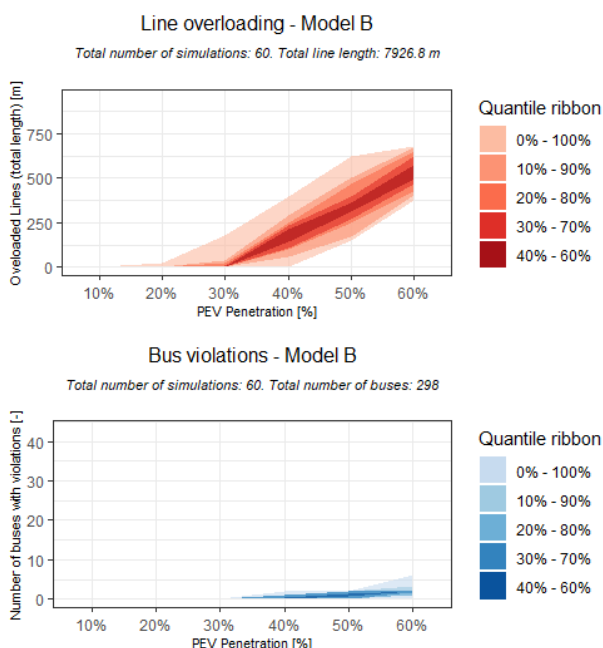 Line overloading - Model B
Total number of simulations: 60. Total line length: 7926.8 m
Overloaded Lines (total length) [m]
750
500
250
0
10% 20% 30% 40% 50% 60%
PEV Penetration [%]
Quantile ribbon
0% - 100%
10% - 90%
20% - 80%
30% - 70%
40% - 60%
Bus violations - Model B
Total number of simulations: 60. Total number of buses: 298
Number of buses with violations [-]
40
30
20
10
0
10% 20% 30% 40% 50% 60%
PEV Penetration [%]
Quantile ribbon
0% - 100%
10% - 90%
20% - 80%
30% - 70%
40% - 60%